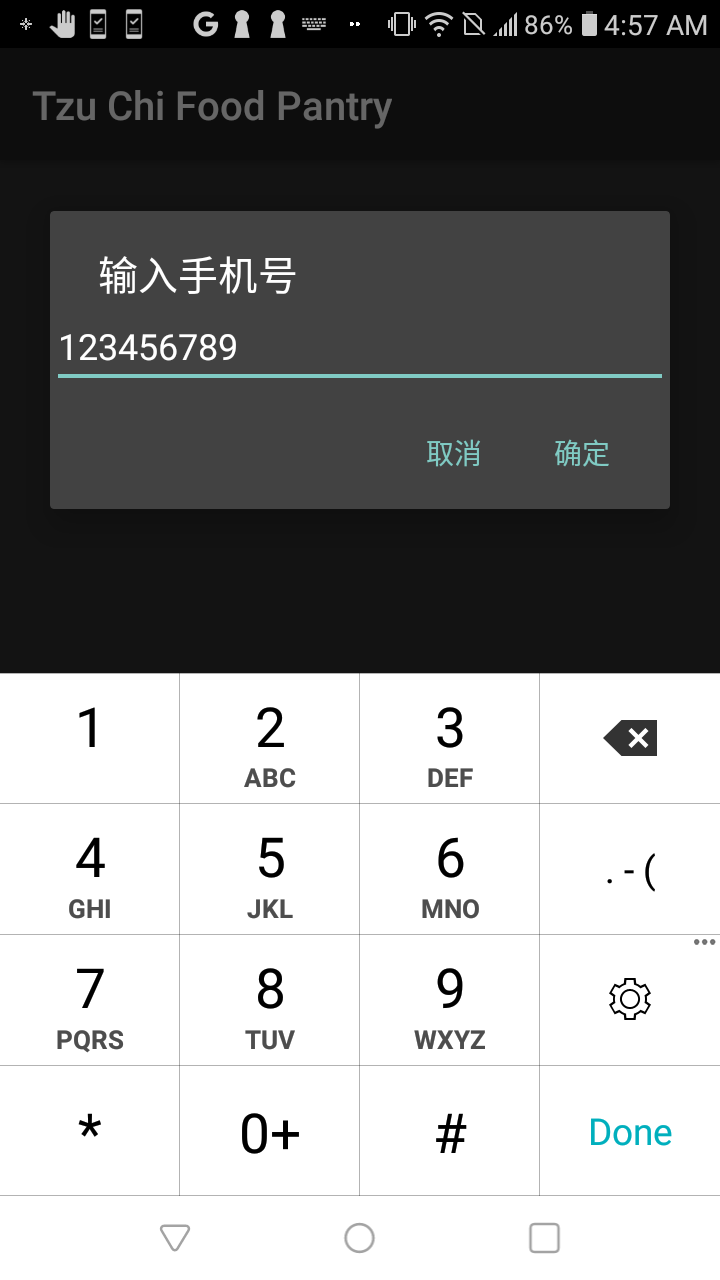 86% 4:57 AM
Tzu Chi Food Pantry
输入手机号
123456789
取消 确定
1 2 3
ABC DEF
4 5 6 . - (
GHI JKL MNO
7 8 9
PQRS TUV WXYZ
* 0+ # Done